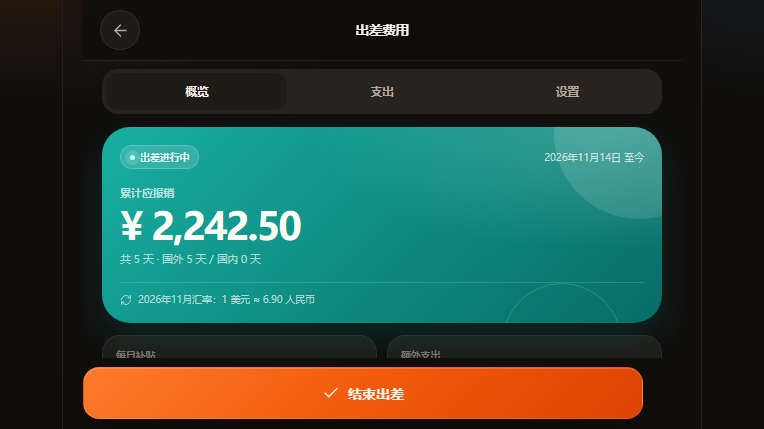 出差费用
概览
支出
设置
出差进行中
2026年11月14日 至今
累计应报销
¥ 2,242.50
共 5 天 · 国外 5 天 / 国内 0 天
2026年11月汇率：1 美元 ≈ 6.90 人民币
每日补贴
额外支出
结束出差